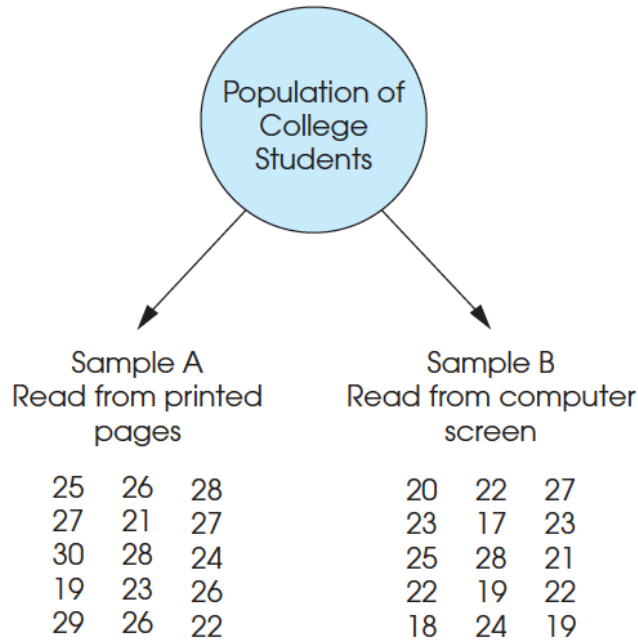 Population of
College
Students
Sample A
Read from printed
pages
25 26 28
27 21 27
30 28 24
19 23 26
29 26 22
Sample B
Read from computer
screen
20 22 27
23 17 23
25 28 21
22 19 22
18 24 19